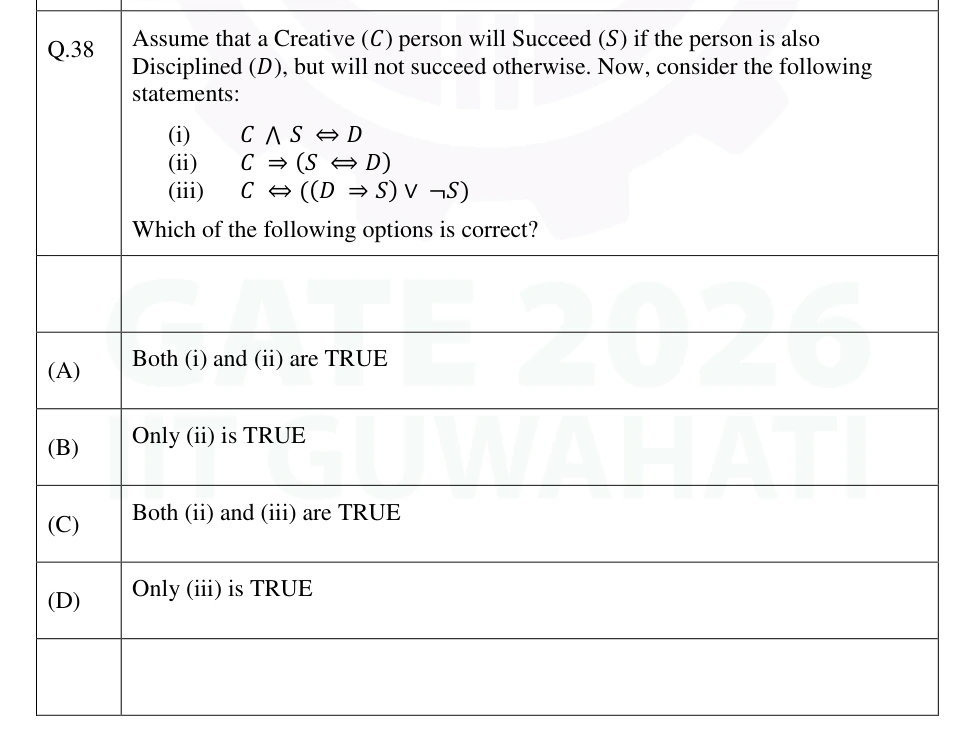 Q.38
Assume that a Creative (𝐶) person will Succeed (𝑆) if the person is also
Disciplined (𝐷), but will not succeed otherwise. Now, consider the following
statements:
(i) 𝐶 ∧ 𝑆 ⇔ 𝐷
(ii) 𝐶 ⇒ (𝑆 ⇔ 𝐷)
(iii) 𝐶 ⇔ ((𝐷 ⇒ 𝑆) ∨ ¬𝑆)
Which of the following options is correct?
GATE 2026
IIT GUWAHATI
(A) Both (i) and (ii) are TRUE
(B) Only (ii) is TRUE
(C) Both (ii) and (iii) are TRUE
(D) Only (iii) is TRUE